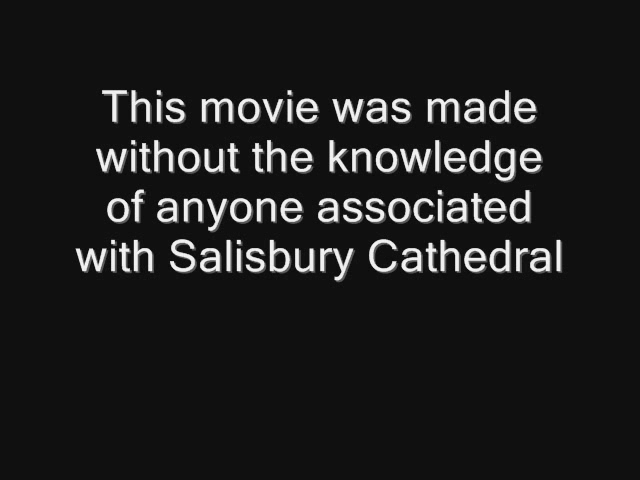 This movie was made
without the knowledge
of anyone associated
with Salisbury Cathedral